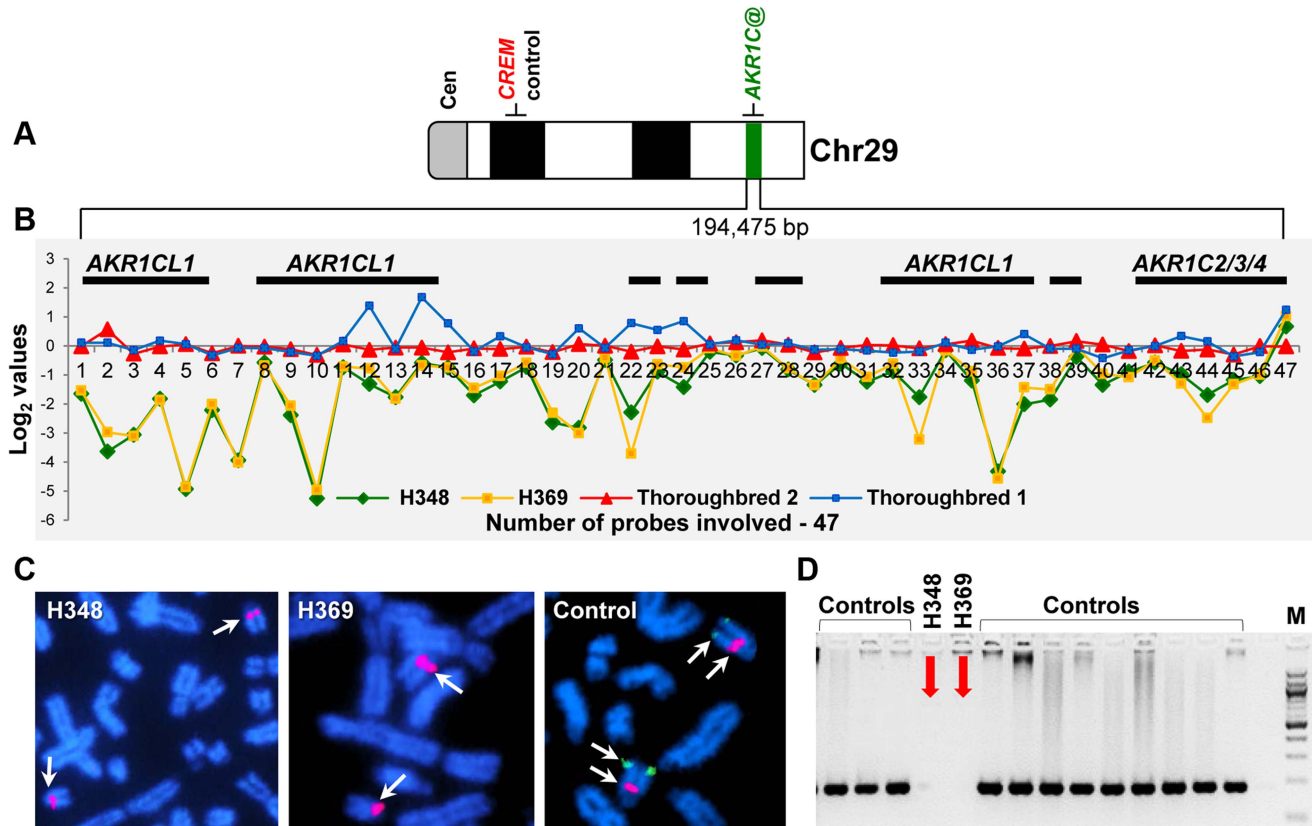 A
Cen
CREM
control
AKR1C@
Chr29
B
194,475 bp
Log2 values
3
2
1
0
-1
-2
-3
-4
-5
-6
AKR1CL1
AKR1CL1
AKR1CL1
AKR1C2/3/4
1 2 3 4 5 6 7 8 9 10 11 12 13 14 15 16 17 18 19 20 21 22 23 24 25 26 27 28 29 30 31 32 33 34 35 36 37 38 39 40 41 42 43 44 45 46 47
H348 H369 Thoroughbred 2 Thoroughbred 1
Number of probes involved - 47
C
H348
H369
Control
D
Controls
H348
H369
Controls
M